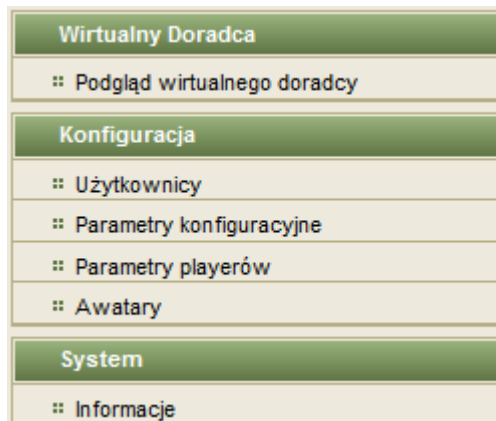 Wirtualny Doradca
Podgląd wirtualnego doradcy
Konfiguracja
Użytkownicy
Parametry konfiguracyjne
Parametry playerów
Awatary
System
Informacje